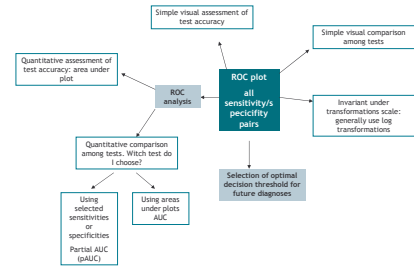 Simple visual assessment of
test accuracy
Simple visual comparison
among tests
Quantitative assessment of
test accuracy: area under
plot
ROC
analysis
ROC plot
all
sensitivity/s
pecicifity
pairs
Invariant under
transformations scale:
generally use log
transformations
Quantitative comparison
among tests. Witch test do
I choose?
Selection of optimal
decision threshold for
future diagnoses
Using
selected
sensitivities
or
specificities
Partial AUC
(pAUC)
Using areas
under plots
AUC